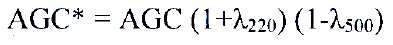 AGC* = AGC (1+λ₂₂₀) (1-λ₅₀₀)